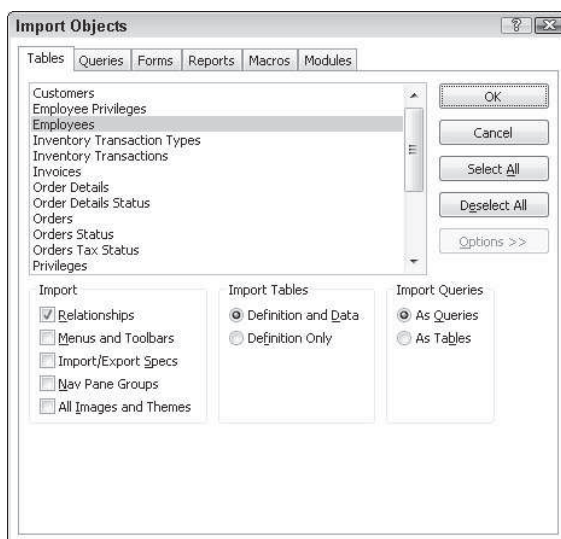 Import Objects
Tables Queries Forms Reports Macros Modules
Customers
Employee Privileges
Employees
Inventory Transaction Types
Inventory Transactions
Invoices
Order Details
Order Details Status
Orders
Orders Status
Orders Tax Status
Privileges
OK
Cancel
Select All
Deselect All
Options >>
Import
Relationships
Menus and Toolbars
Import/Export Specs
Nav Pane Groups
All Images and Themes
Import Tables
Definition and Data
Definition Only
Import Queries
As Queries
As Tables